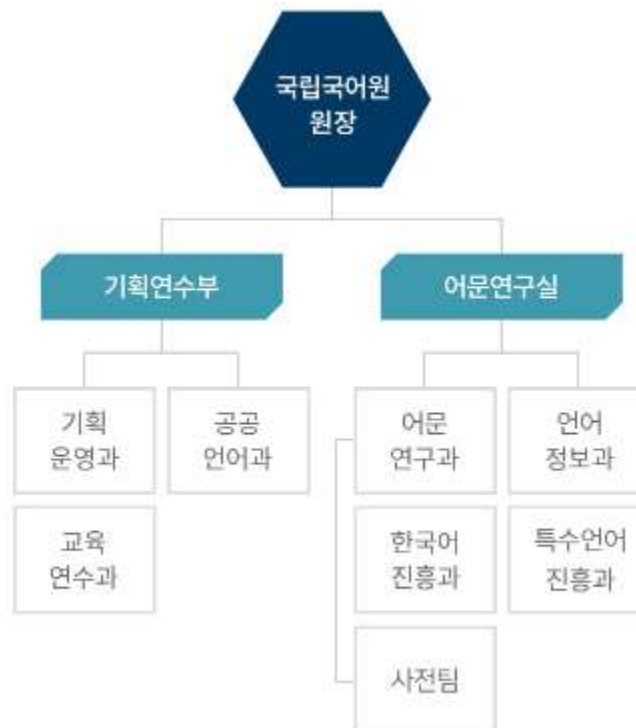 국립국어원
원장
기획연수부
어문연구실
기획
운영과
공공
언어과
어문
연구과
언어
정보과
교육
연수과
한국어
진흥과
특수언어
진흥과
사전팀